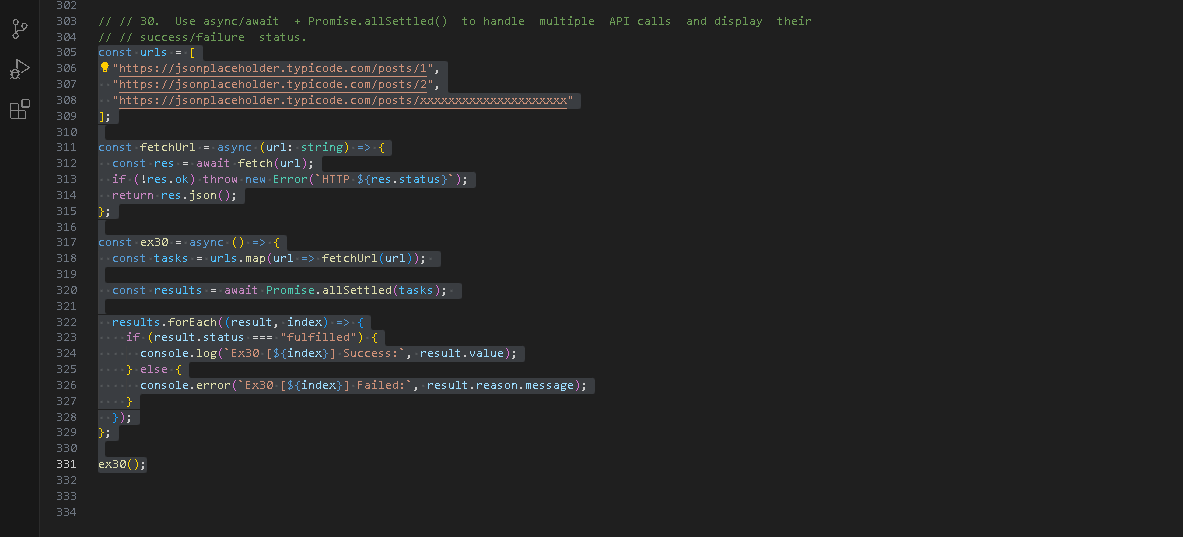 302
303 // // 30. Use async/await + Promise.allSettled() to handle multiple API calls and display their
304 // // success/failure status.
305 const urls = [
306 "https://jsonplaceholder.typicode.com/posts/1",
307 "https://jsonplaceholder.typicode.com/posts/2",
308 "https://jsonplaceholder.typicode.com/posts/xxxxxxxxxxxxxxxxxxxxx"
309 ];
310
311 const fetchUrl = async (url: string) => {
312 const res = await fetch(url);
313 if (!res.ok) throw new Error(`HTTP ${res.status}`);
314 return res.json();
315 };
316
317 const ex30 = async () => {
318 const tasks = urls.map(url => fetchUrl(url));
319
320 const results = await Promise.allSettled(tasks);
321
322 results.forEach((result, index) => {
323 if (result.status === "fulfilled") {
324 console.log(`Ex30 [${index}] Success:`, result.value);
325 } else {
326 console.error(`Ex30 [${index}] Failed:`, result.reason.message);
327 }
328 });
329 };
330
331 ex30();
332
333
334